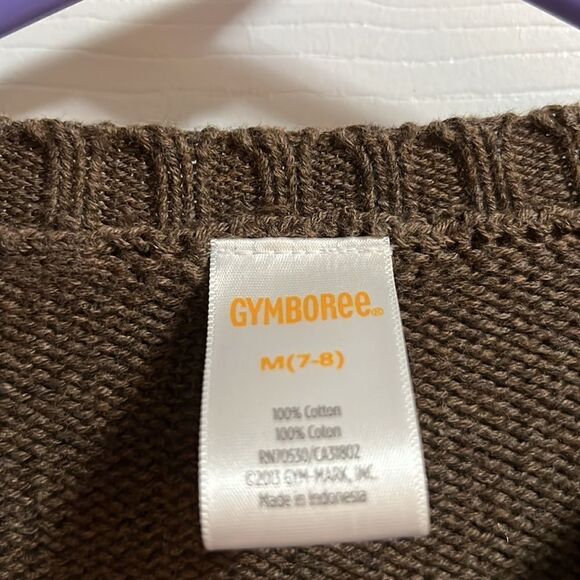 GYMBOREE®
M(7-8)
100% Cotton
100% Coton
RN70530/CA31802
©2013 GYM-MARK, INC.
Made in Indonesia